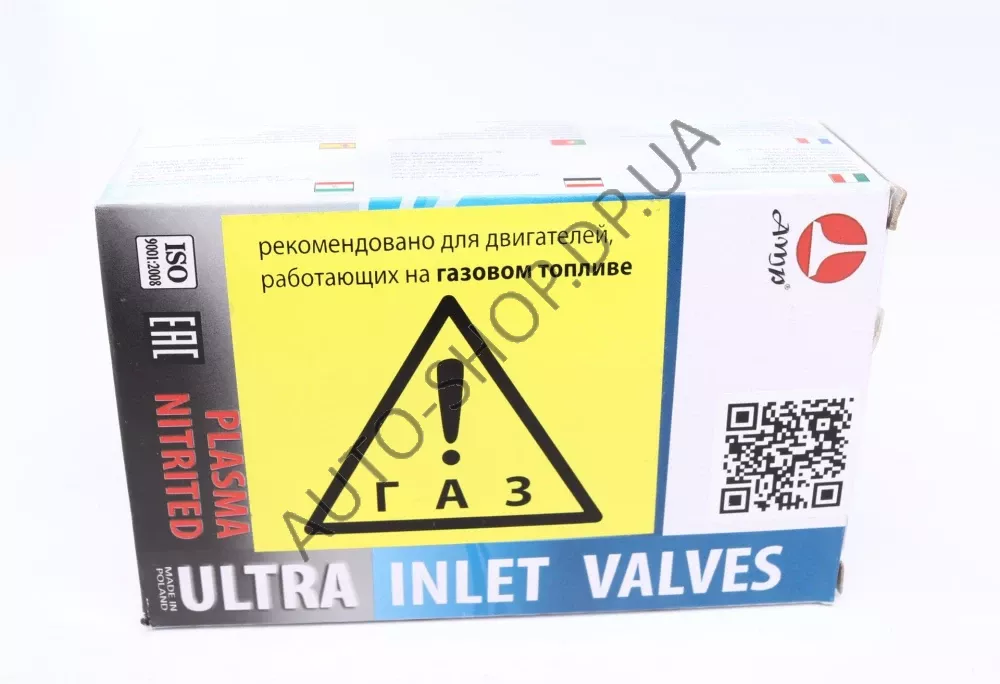 рекомендовано для двигателей,
работающих на газовом топливе
Г А З
ISO
9001:2008
EAC
PLASMA
NITRITED
MADE IN
POLAND
ULTRA INLET VALVES
АМУР®
AUTO-SHOP.DP.UA